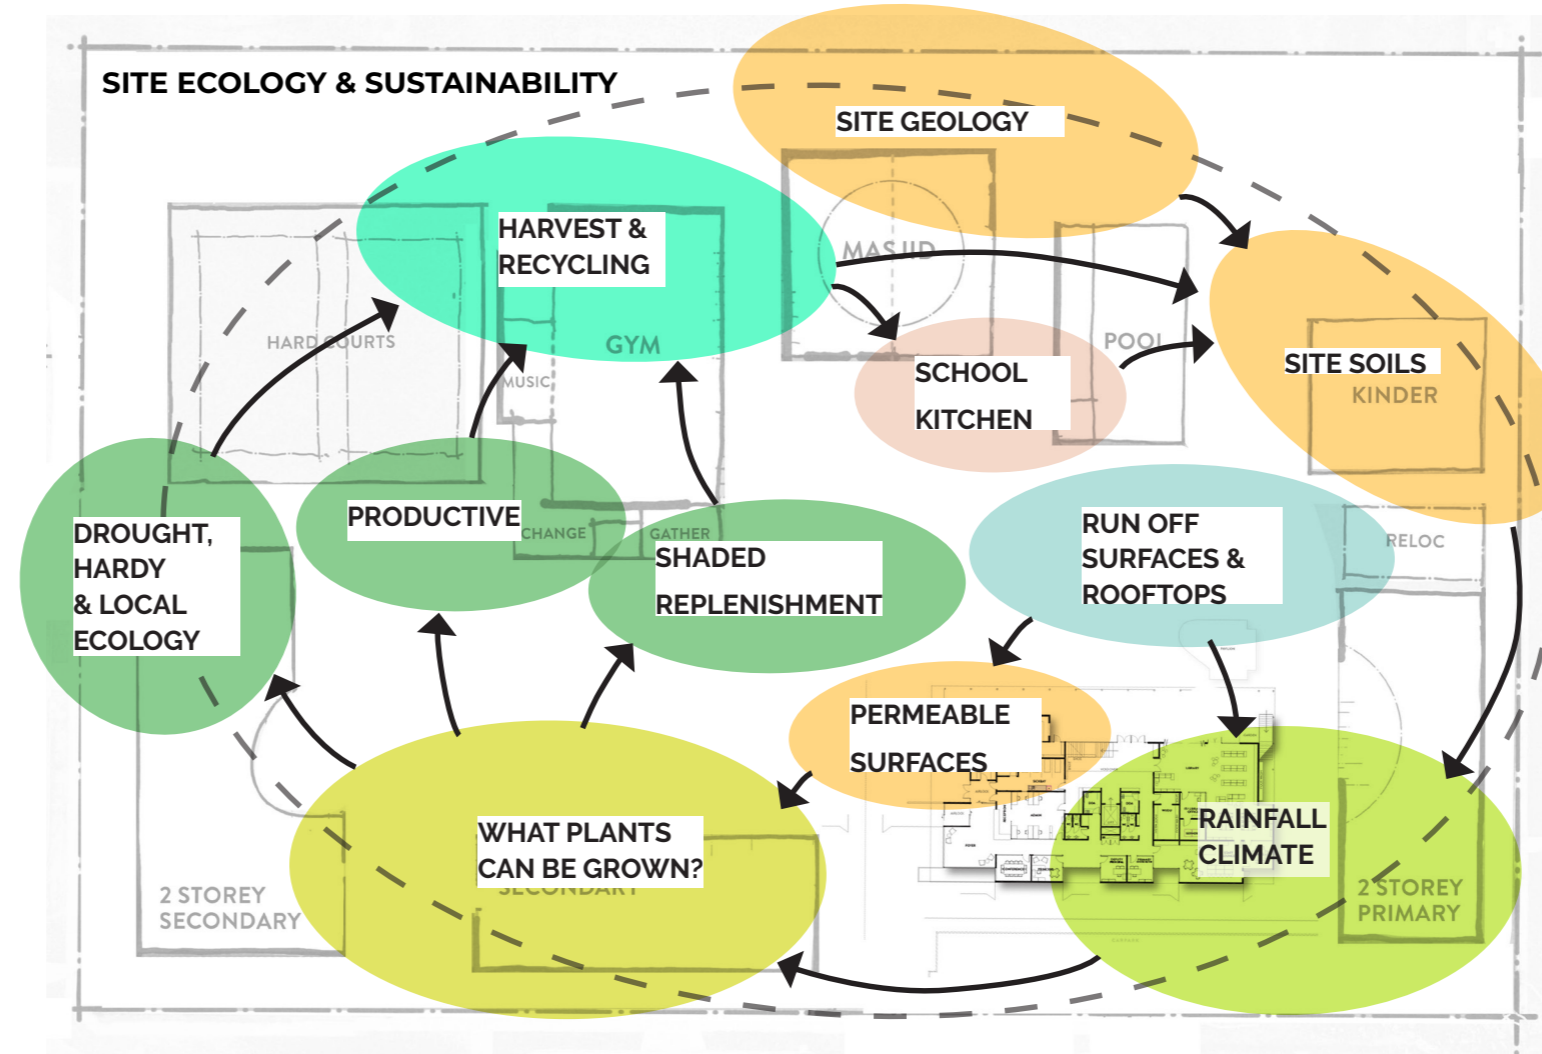 SITE ECOLOGY & SUSTAINABILITY
SITE GEOLOGY
HARVEST &
RECYCLING
MASJID
HARD COURTS
GYM
POOL
MUSIC
SCHOOL
KITCHEN
SITE SOILS
KINDER
PRODUCTIVE
CHANGE
GATHER
DROUGHT,
HARDY
& LOCAL
ECOLOGY
SHADED
REPLENISHMENT
RUN OFF
SURFACES &
ROOFTOPS
RELOC
PERMEABLE
SURFACES
WHAT PLANTS
CAN BE GROWN?
SECONDARY
RAINFALL
CLIMATE
2 STOREY
SECONDARY
2 STOREY
PRIMARY